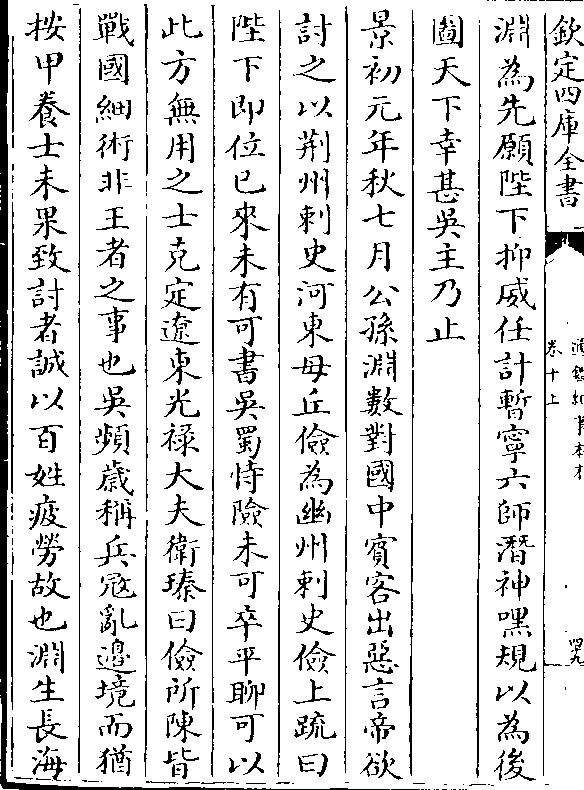 欽定四庫全書
通鑑紀事本末
卷十上
四九
淵為先願陛下抑威任計暫寧六師潛神嘿規以為後
圖天下幸甚吳主乃止
景初元年秋七月公孫淵數對國中賓客出惡言帝欲
討之以荆州刺史河東毋丘儉為幽州刺史儉上䟽曰
陛下即位已來未有可書吳蜀恃險未可卒平聊可以
此方無用之士克定遼東光祿大夫衛瑧曰儉所陳皆
戰國細術非王者之事也吳頻歲稱兵寇亂邊境而猶
按甲養士未果致討者誠以百姓疲勞故也淵生長海